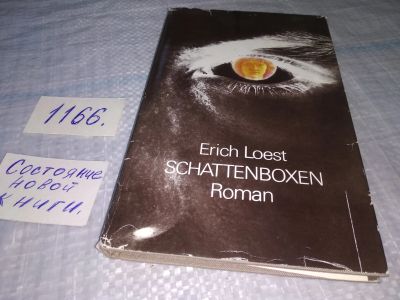 1166.
Состояние
новой
книги.
Erich Loest
SCHATTENBOXEN
Roman